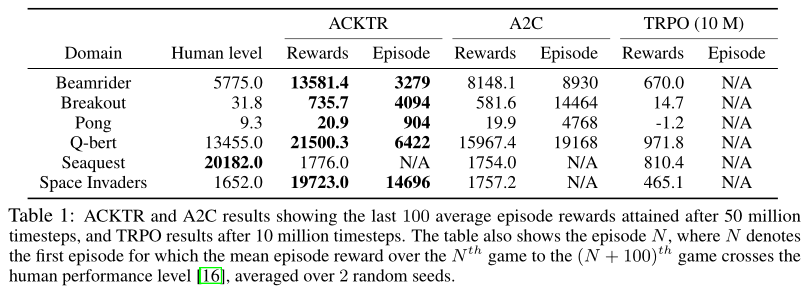 ACKTR A2C TRPO (10 M)
Domain Human level Rewards Episode Rewards Episode Rewards Episode
Beamrider 5775.0 13581.4 3279 8148.1 8930 670.0 N/A
Breakout 31.8 735.7 4094 581.6 14464 14.7 N/A
Pong 9.3 20.9 904 19.9 4768 -1.2 N/A
Q-bert 13455.0 21500.3 6422 15967.4 19168 971.8 N/A
Seaquest 20182.0 1776.0 N/A 1754.0 N/A 810.4 N/A
Space Invaders 1652.0 19723.0 14696 1757.2 N/A 465.1 N/A
Table 1: ACKTR and A2C results showing the last 100 average episode rewards attained after 50 million
timesteps, and TRPO results after 10 million timesteps. The table also shows the episode N, where N denotes
the first episode for which the mean episode reward over the N^th game to the (N + 100)^th game crosses the
human performance level [16], averaged over 2 random seeds.